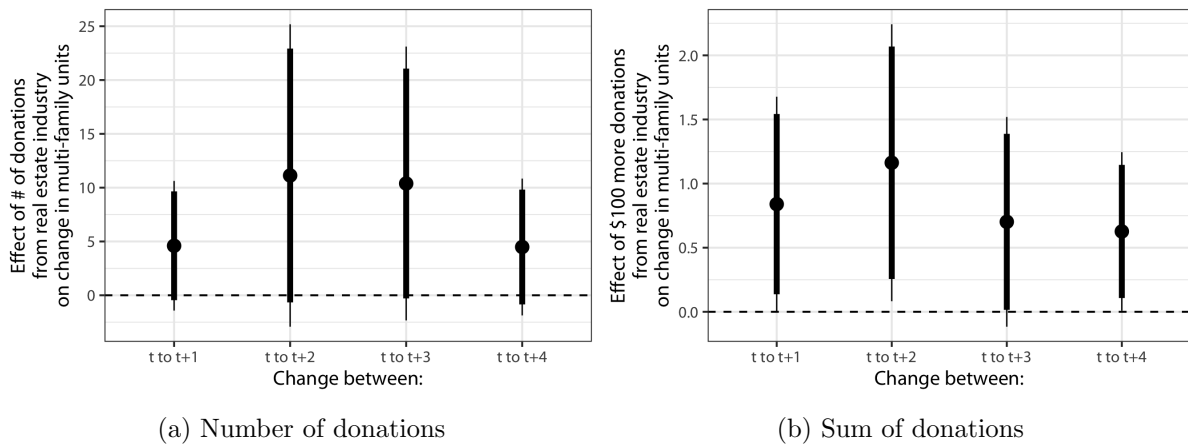 Effect of # of donations
from real estate industry
on change in multi-family units
25
20
15
10
5
0
t to t+1
t to t+2
t to t+3
t to t+4
Change between:
(a) Number of donations
Effect of $100 more donations
from real estate industry
on change in multi-family units
2.0
1.5
1.0
0.5
0.0
t to t+1
t to t+2
t to t+3
t to t+4
Change between:
(b) Sum of donations